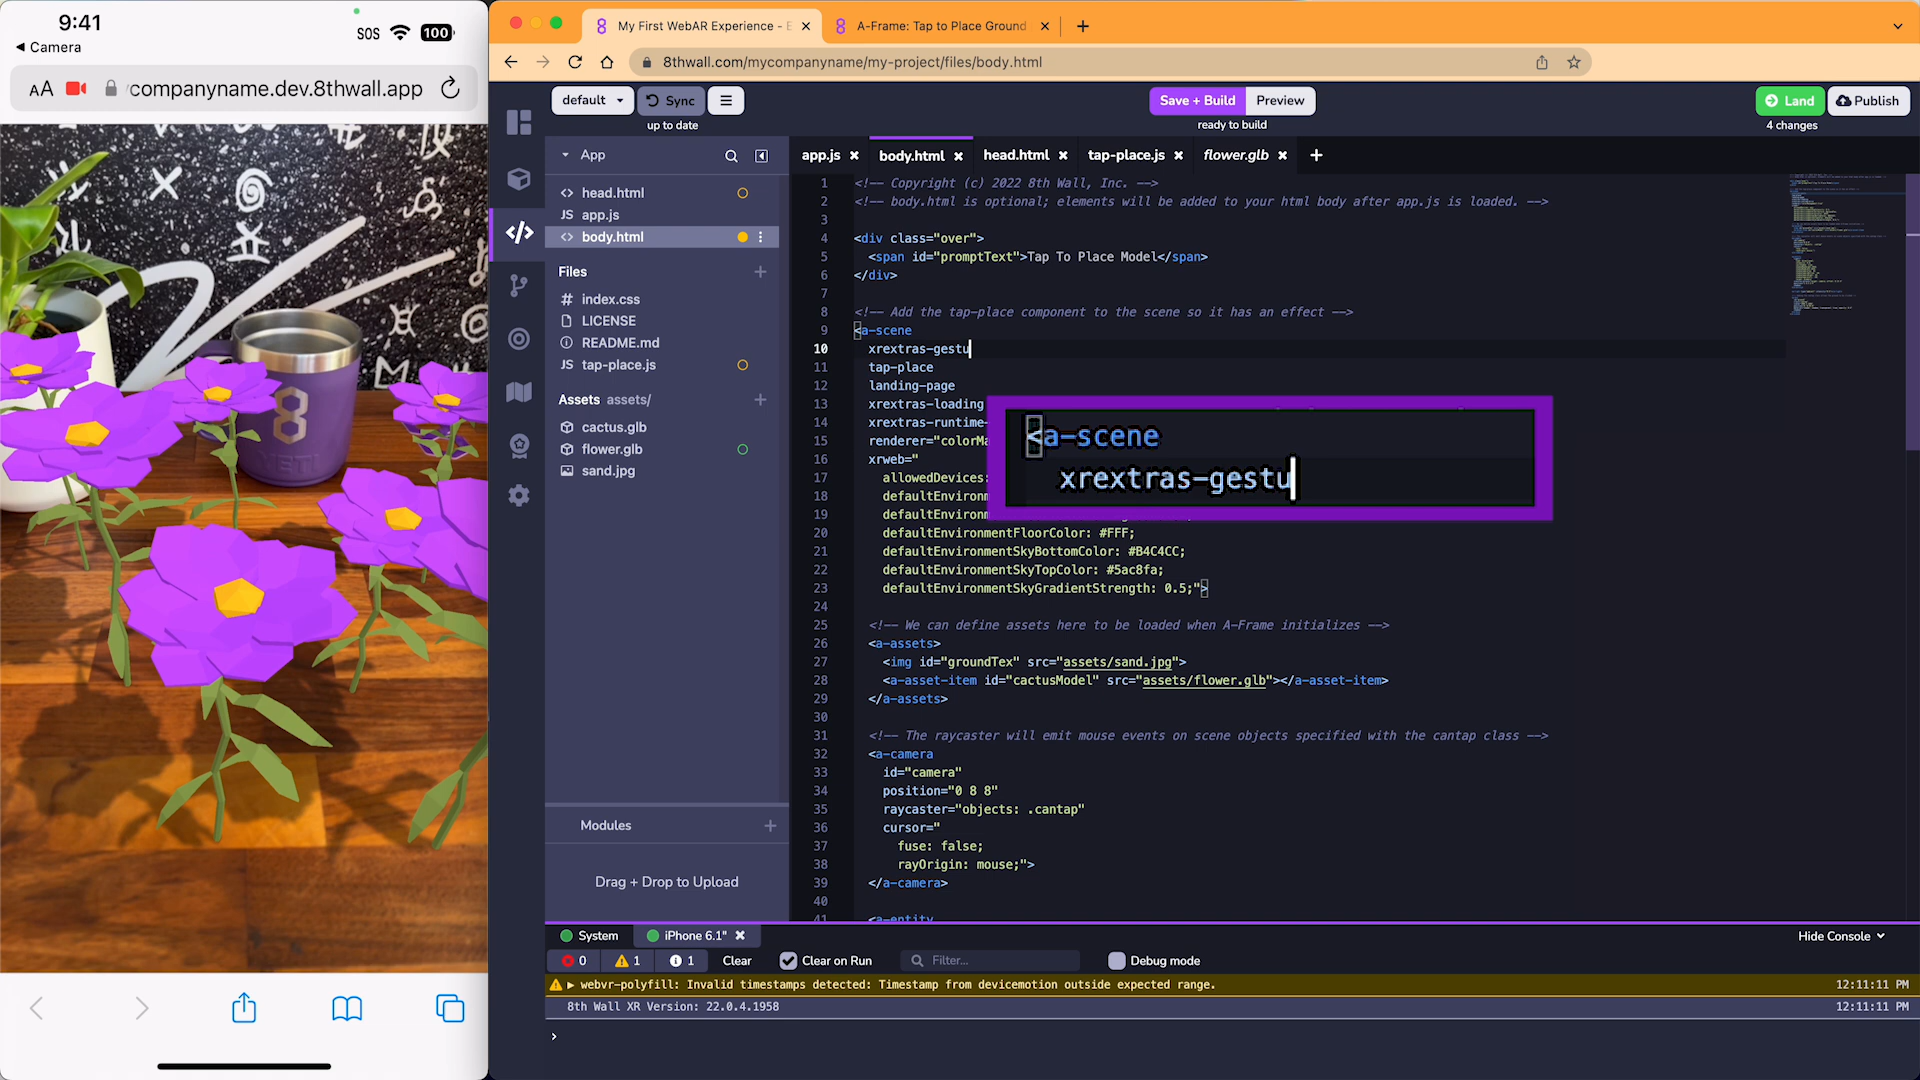 9:41
SOS 100
Camera
AA companyname.dev.8thwall.app
My First WebAR Experience - E
A-Frame: Tap to Place Ground
8thwall.com/mycompanyname/my-project/files/body.html
default
Sync
up to date
Save + Build
Preview
ready to build
Land
4 changes
Publish
App
head.html
JS app.js
body.html
Files
# index.css
LICENSE
README.md
JS tap-place.js
Assets assets/
cactus.glb
flower.glb
sand.jpg
Modules
Drag + Drop to Upload
app.js
body.html
head.html
tap-place.js
flower.glb
1 <!-- Copyright (c) 2022 8th Wall, Inc. -->
2 <!-- body.html is optional; elements will be added to your html body after app.js is loaded. -->
3
4 <div class="over">
5 <span id="promptText">Tap To Place Model</span>
6 </div>
7
8 <!-- Add the tap-place component to the scene so it has an effect -->
9 <a-scene
10 xrextras-gestu
11 tap-place
12 landing-page
13 xrextras-loading
14 xrextras-runtime-
15 renderer="colorMa
16 xrweb="
17 allowedDevices:
18 defaultEnvironm
19 defaultEnvironm
20 defaultEnvironmentFloorColor: #FFF;
21 defaultEnvironmentSkyBottomColor: #B4C4CC;
22 defaultEnvironmentSkyTopColor: #5ac8fa;
23 defaultEnvironmentSkyGradientStrength: 0.5;">
24
25 <!-- We can define assets here to be loaded when A-Frame initializes -->
26 <a-assets>
27 <img id="groundTex" src="assets/sand.jpg">
28 <a-asset-item id="cactusModel" src="assets/flower.glb"></a-asset-item>
29 </a-assets>
30
31 <!-- The raycaster will emit mouse events on scene objects specified with the cantap class -->
32 <a-camera
33 id="camera"
34 position="0 8 8"
35 raycaster="objects: .cantap"
36 cursor="
37 fuse: false;
38 rayOrigin: mouse;">
39 </a-camera>
40
41 <a-entity
<a-scene
xrextras-gestu
System
iPhone 6.1"
Hide Console
0
1
1
Clear
Clear on Run
Filter...
Debug mode
webvr-polyfill: Invalid timestamps detected: Timestamp from devicemotion outside expected range.
12:11:11 PM
8th Wall XR Version: 22.0.4.1958
12:11:11 PM
YETI